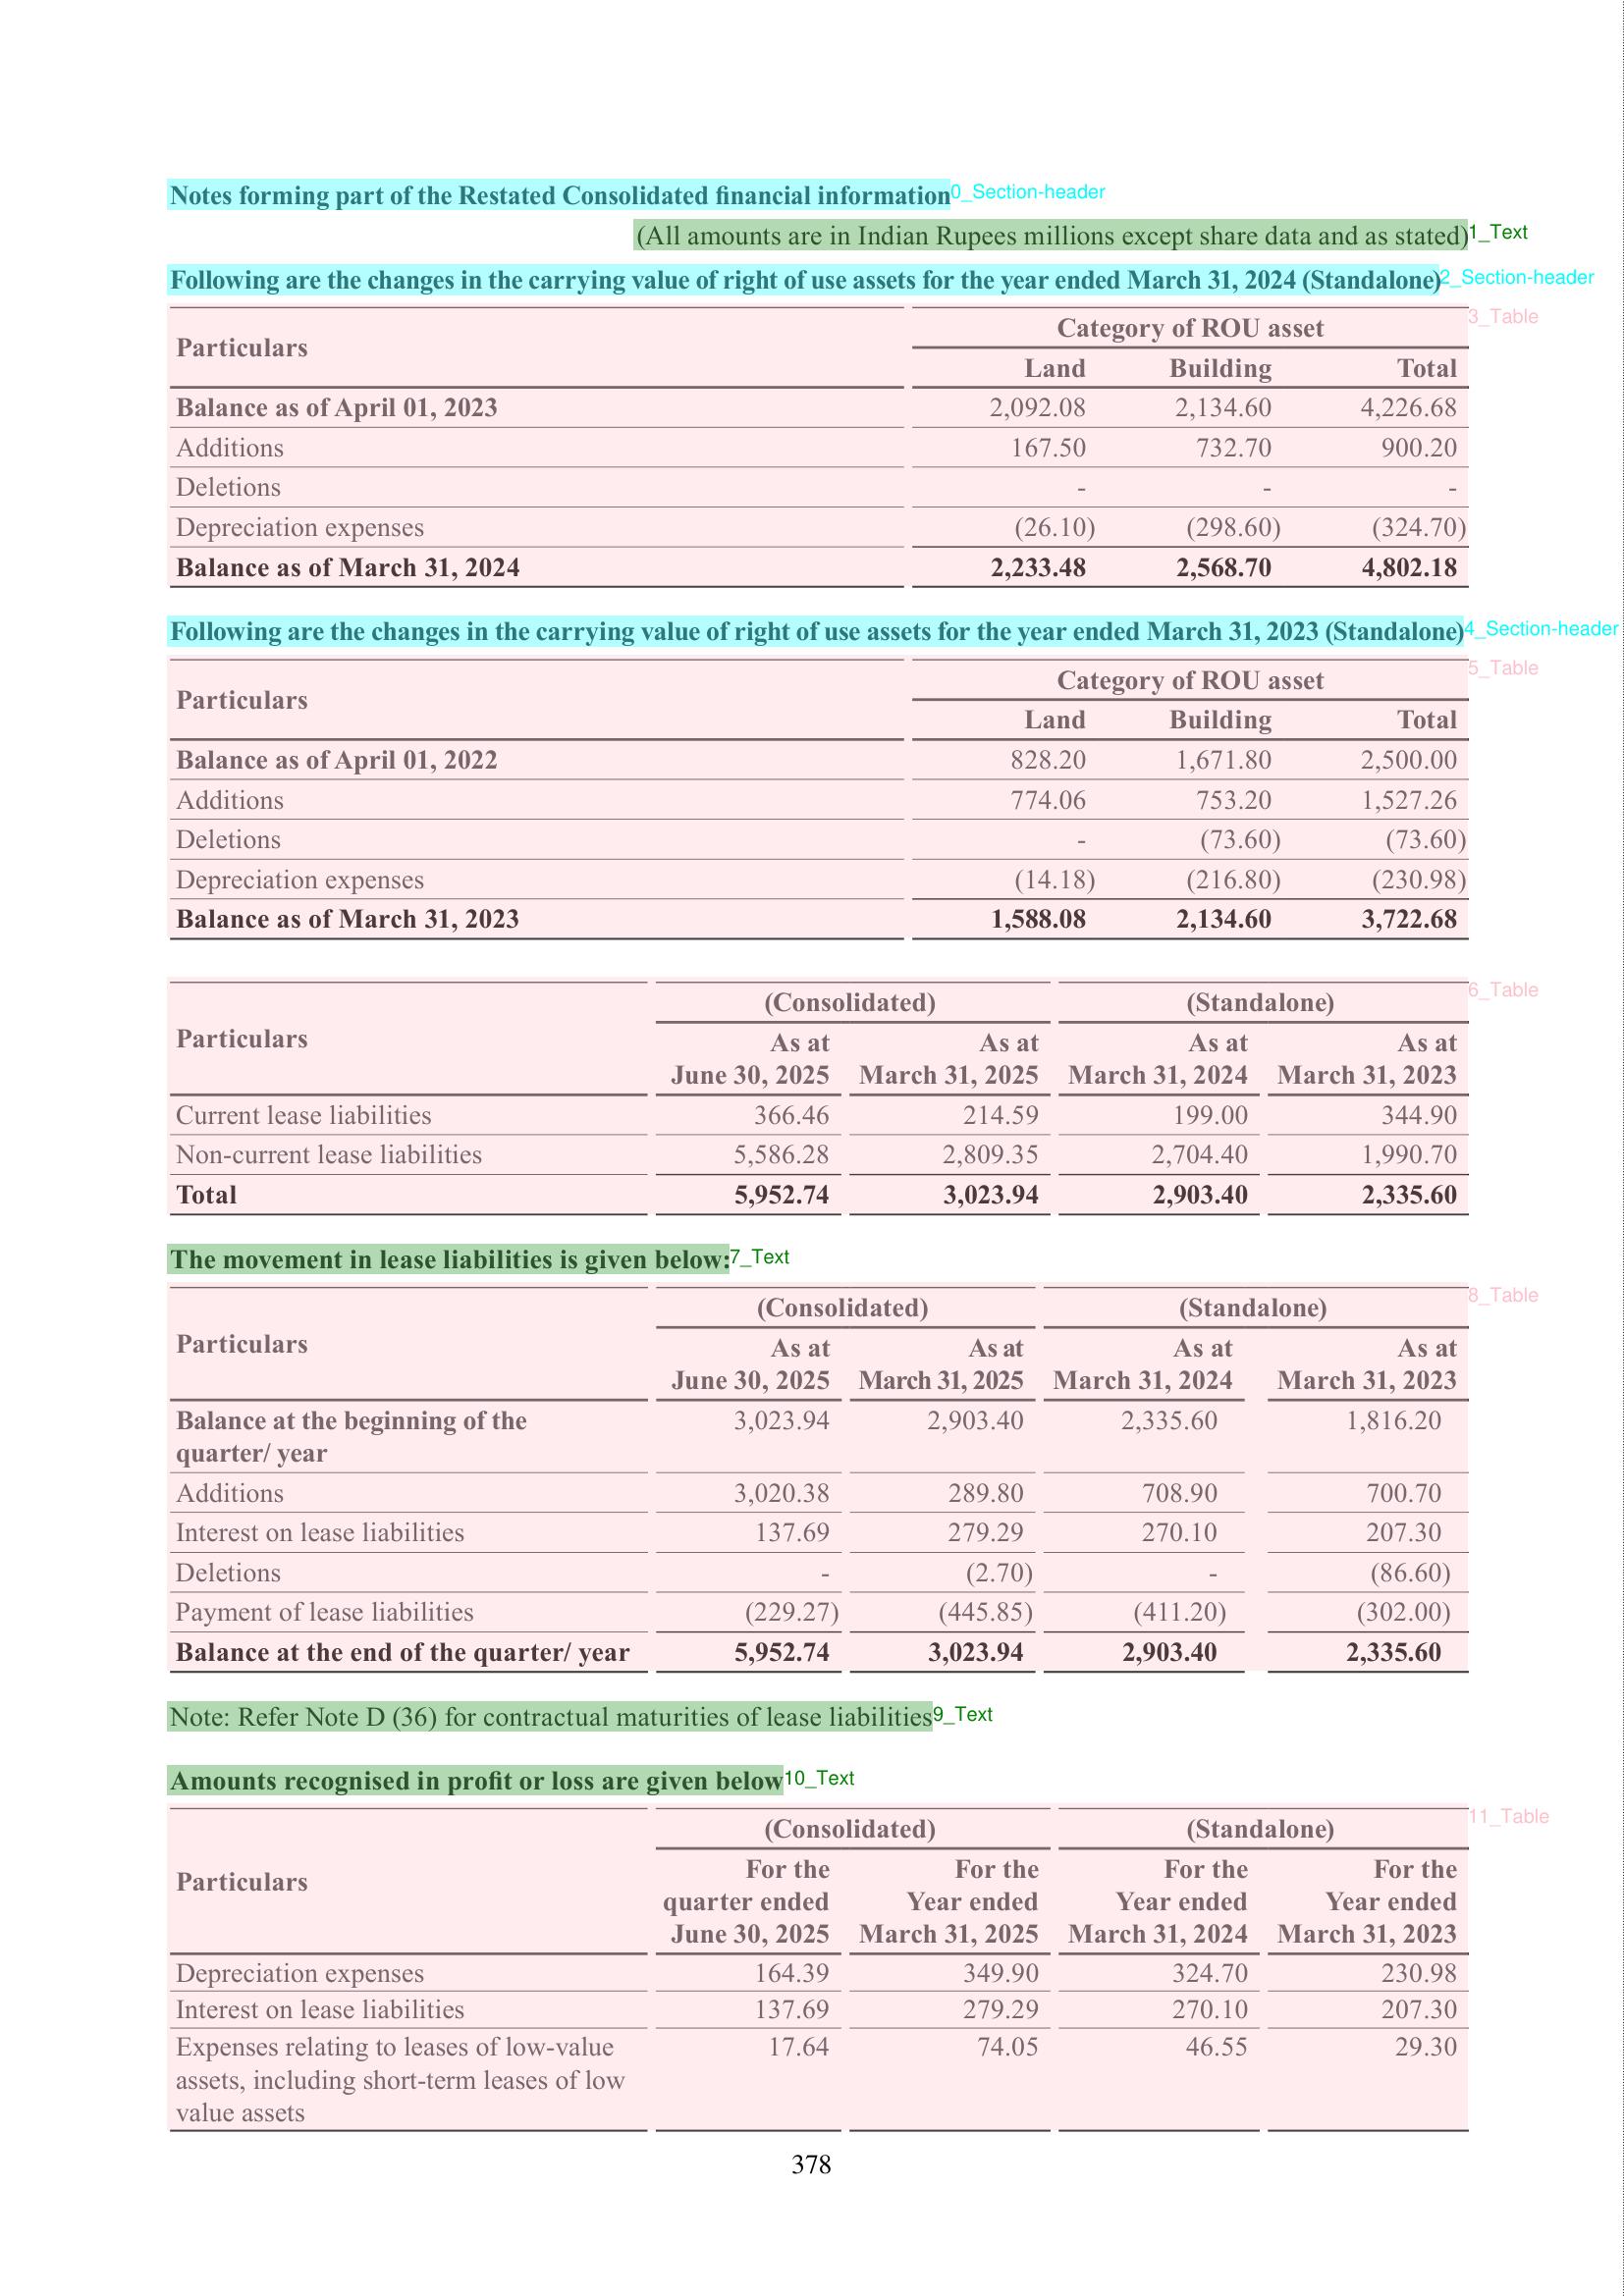 Notes forming part of the Restated Consolidated financial information 0_Section-header
(All amounts are in Indian Rupees millions except share data and as stated) 1_Text
Following are the changes in the carrying value of right of use assets for the year ended March 31, 2024 (Standalone) 2_Section-header
3_Table
Particulars Category of ROU asset
Land Building Total
Balance as of April 01, 2023 2,092.08 2,134.60 4,226.68
Additions 167.50 732.70 900.20
Deletions - - -
Depreciation expenses (26.10) (298.60) (324.70)
Balance as of March 31, 2024 2,233.48 2,568.70 4,802.18
Following are the changes in the carrying value of right of use assets for the year ended March 31, 2023 (Standalone) 4_Section-header
5_Table
Particulars Category of ROU asset
Land Building Total
Balance as of April 01, 2022 828.20 1,671.80 2,500.00
Additions 774.06 753.20 1,527.26
Deletions - (73.60) (73.60)
Depreciation expenses (14.18) (216.80) (230.98)
Balance as of March 31, 2023 1,588.08 2,134.60 3,722.68
6_Table
Particulars (Consolidated) (Standalone)
As at As at As at As at
June 30, 2025 March 31, 2025 March 31, 2024 March 31, 2023
Current lease liabilities 366.46 214.59 199.00 344.90
Non-current lease liabilities 5,586.28 2,809.35 2,704.40 1,990.70
Total 5,952.74 3,023.94 2,903.40 2,335.60
The movement in lease liabilities is given below: 7_Text
8_Table
Particulars (Consolidated) (Standalone)
As at As at As at As at
June 30, 2025 March 31, 2025 March 31, 2024 March 31, 2023
Balance at the beginning of the 3,023.94 2,903.40 2,335.60 1,816.20
quarter/ year
Additions 3,020.38 289.80 708.90 700.70
Interest on lease liabilities 137.69 279.29 270.10 207.30
Deletions - (2.70) - (86.60)
Payment of lease liabilities (229.27) (445.85) (411.20) (302.00)
Balance at the end of the quarter/ year 5,952.74 3,023.94 2,903.40 2,335.60
Note: Refer Note D (36) for contractual maturities of lease liabilities 9_Text
Amounts recognised in profit or loss are given below 10_Text
11_Table
Particulars (Consolidated) (Standalone)
For the For the For the For the
quarter ended Year ended Year ended Year ended
June 30, 2025 March 31, 2025 March 31, 2024 March 31, 2023
Depreciation expenses 164.39 349.90 324.70 230.98
Interest on lease liabilities 137.69 279.29 270.10 207.30
Expenses relating to leases of low-value 17.64 74.05 46.55 29.30
assets, including short-term leases of low
value assets
378